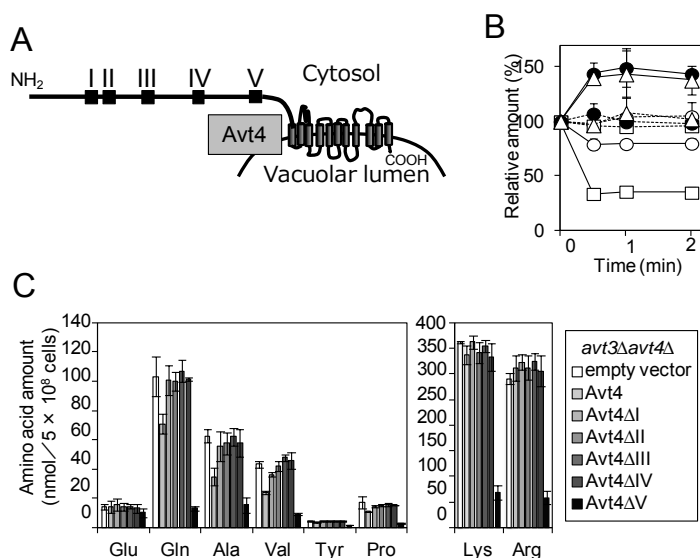 A
NH2 I II III IV V Cytosol
Avt4
COOH
Vacuolar lumen
B
Relative amount (%)
150
100
50
0
0 1 2
Time (min)
C
Amino acid amount
(nmol／5 × 10⁸ cells)
140
120
100
80
60
40
20
0
Glu Gln Ala Val Tyr Pro
350
300
250
200
150
100
50
0
Lys Arg
avt3Δavt4Δ
empty vector
Avt4
Avt4ΔI
Avt4ΔII
Avt4ΔIII
Avt4ΔIV
Avt4ΔV